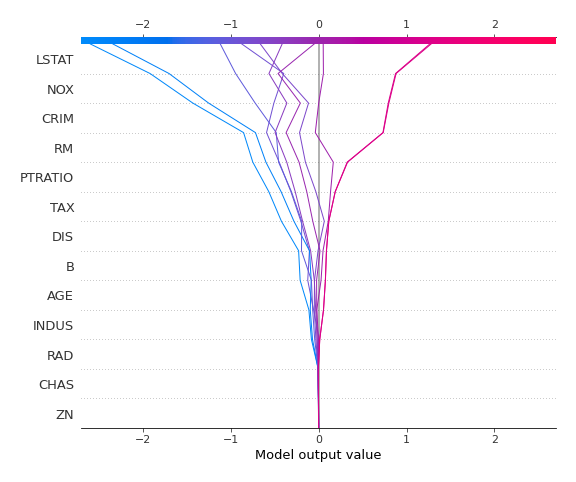 −2 −1 0 1 2
LSTAT
NOX
CRIM
RM
PTRATIO
TAX
DIS
B
AGE
INDUS
RAD
CHAS
ZN
−2 −1 0 1 2
Model output value